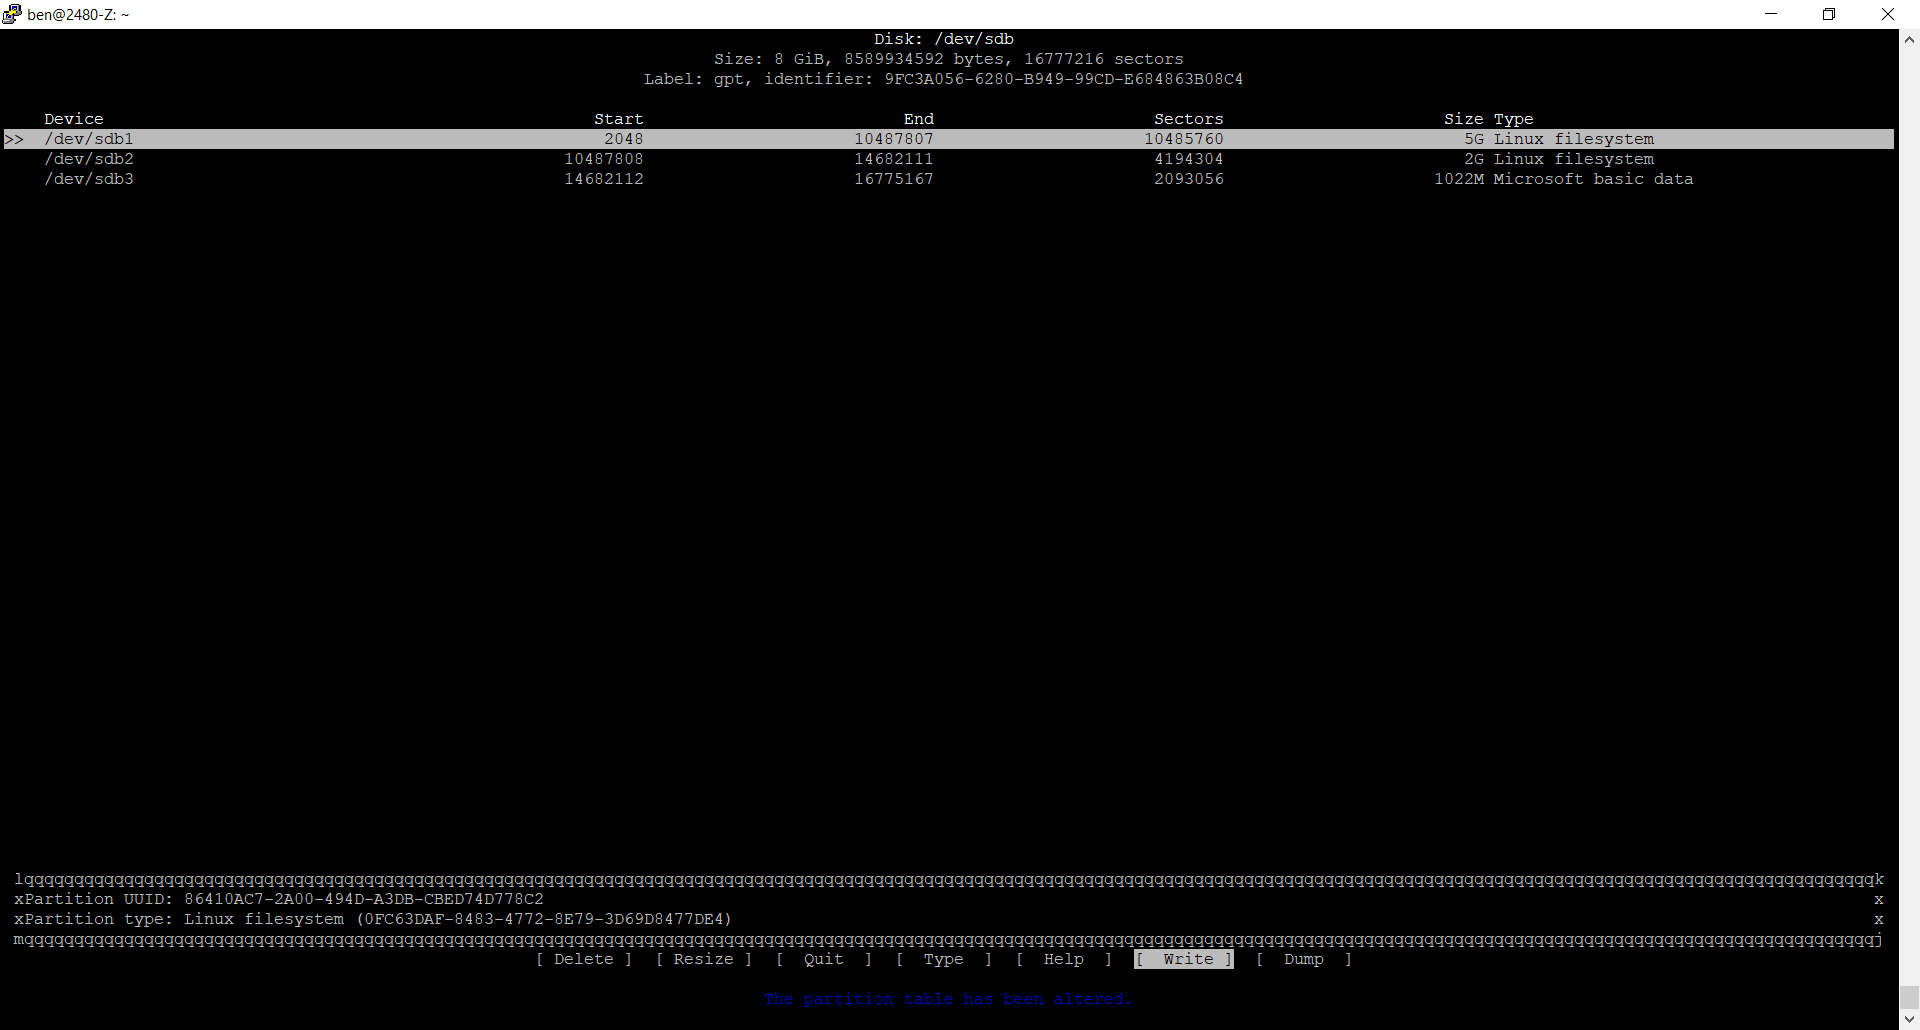 ben@2480-Z: ~
Disk: /dev/sdb
Size: 8 GiB, 8589934592 bytes, 16777216 sectors
Label: gpt, identifier: 9FC3A056-6280-B949-99CD-E684863B08C4
Device Start End Sectors Size Type
>> /dev/sdb1 2048 10487807 10485760 5G Linux filesystem
/dev/sdb2 10487808 14682111 4194304 2G Linux filesystem
/dev/sdb3 14682112 16775167 2093056 1022M Microsoft basic data
lqqqqqqqqqqqqqqqqqqqqqqqqqqqqqqqqqqqqqqqqqqqqqqqqqqqqqqqqqqqqqqqqqqqqqqqqqqqqqqqqqqqqqqqqqqqqqqqqqqqqqqqqqqqqqqqqqqqqqqqqqqqqqqqqqqqqqqqqqqqqqqqqqqqqqqqqqqqqqqqqqqqqqqqqqqqqqqqqqqqqqk
xPartition UUID: 86410AC7-2A00-494D-A3DB-CBED74D778C2 x
xPartition type: Linux filesystem (0FC63DAF-8483-4772-8E79-3D69D8477DE4) x
mqqqqqqqqqqqqqqqqqqqqqqqqqqqqqqqqqqqqqqqqqqqqqqqqqqqqqqqqqqqqqqqqqqqqqqqqqqqqqqqqqqqqqqqqqqqqqqqqqqqqqqqqqqqqqqqqqqqqqqqqqqqqqqqqqqqqqqqqqqqqqqqqqqqqqqqqqqqqqqqqqqqqqqqqqqqqqqqqqqqqj
[ Delete ] [ Resize ] [ Quit ] [ Type ] [ Help ] [ Write ] [ Dump ]
The partition table has been altered.